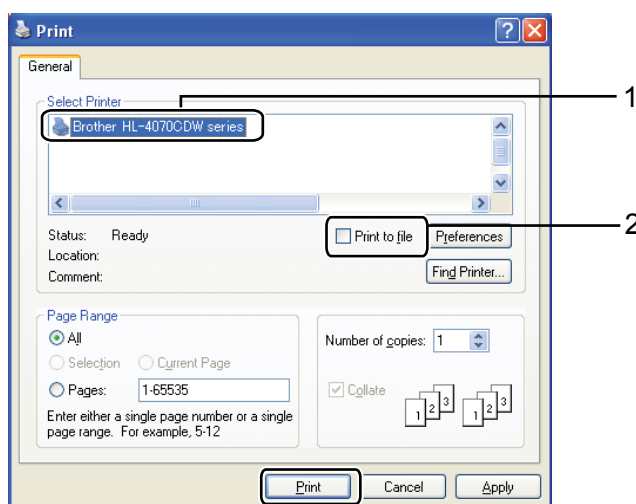 Print
General
Select Printer
1
Brother HL-4070CDW series
Status: Ready
Print to file
Preferences
2
Location:
Comment:
Find Printer...
Page Range
All
Selection
Current Page
Pages: 1-65535
Enter either a single page number or a single
page range. For example, 5-12
Number of copies: 1
Collate
1 2 3 1 2 3
Print
Cancel
Apply